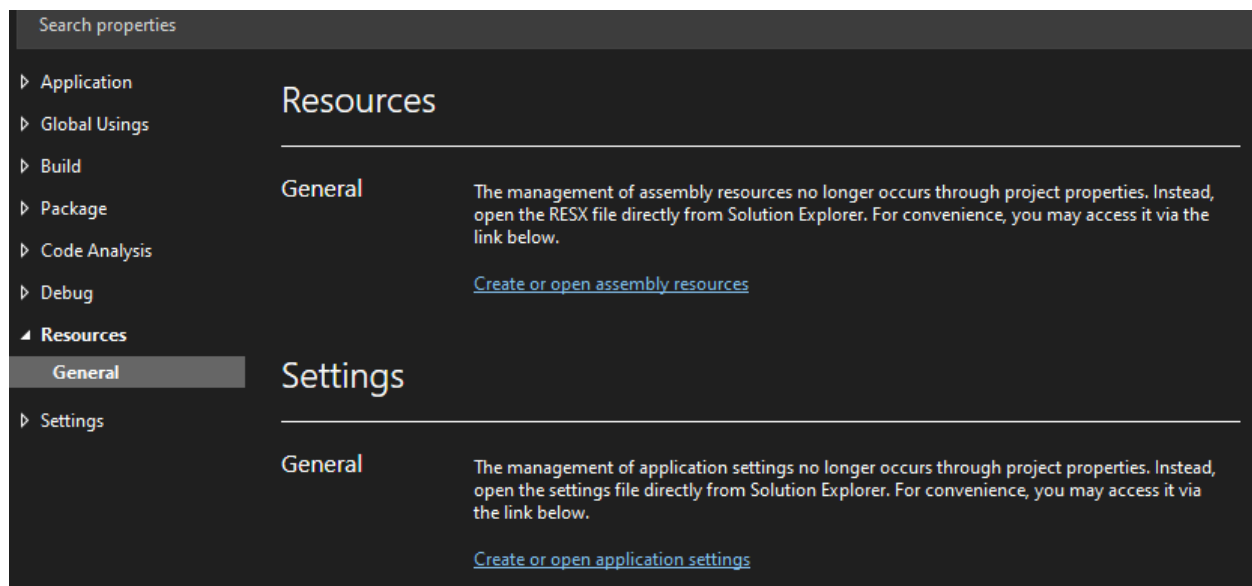 Search properties
Application
Global Usings
Build
Package
Code Analysis
Debug
Resources
General
Settings
Resources
General
The management of assembly resources no longer occurs through project properties. Instead,
open the RESX file directly from Solution Explorer. For convenience, you may access it via the
link below.
Create or open assembly resources
Settings
General
The management of application settings no longer occurs through project properties. Instead,
open the settings file directly from Solution Explorer. For convenience, you may access it via
the link below.
Create or open application settings